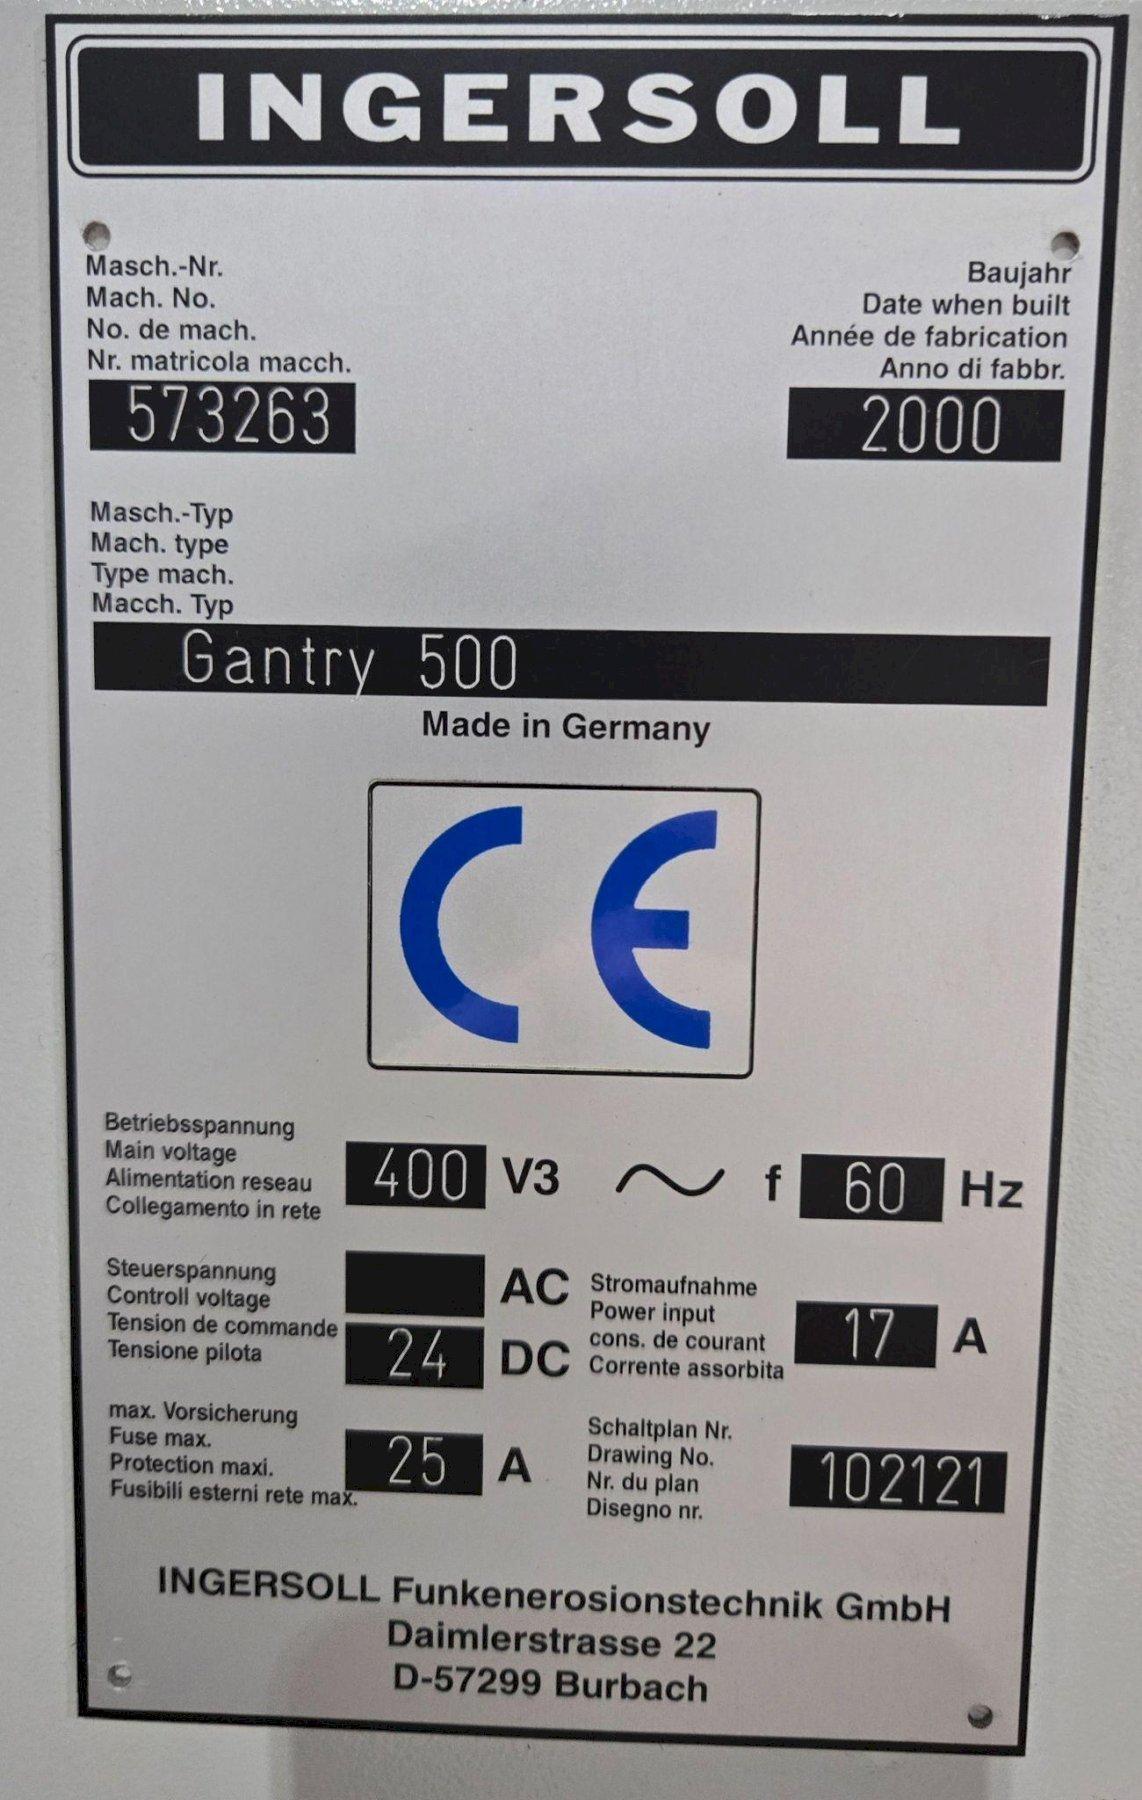 INGERSOLL
Masch.-Nr.
Mach. No.
No. de mach.
Nr. matricola macch.
573263
Baujahr
Date when built
Année de fabrication
Anno di fabbr.
2000
Masch.-Typ
Mach. type
Type mach.
Macch. Typ
Gantry 500
Made in Germany
CE
Betriebsspannung
Main voltage
Alimentation reseau
Collegamento in rete
400 V3 ~ f 60 Hz
Steuerspannung
Controll voltage
Tension de commande
Tensione pilota
AC
24 DC
Stromaufnahme
Power input
cons. de courant
Corrente assorbita
17 A
max. Vorsicherung
Fuse max.
Protection maxi.
Fusibili esterni rete max.
25 A
Schaltplan Nr.
Drawing No.
Nr. du plan
Disegno nr.
102121
INGERSOLL Funkenerosionstechnik GmbH
Daimlerstrasse 22
D-57299 Burbach